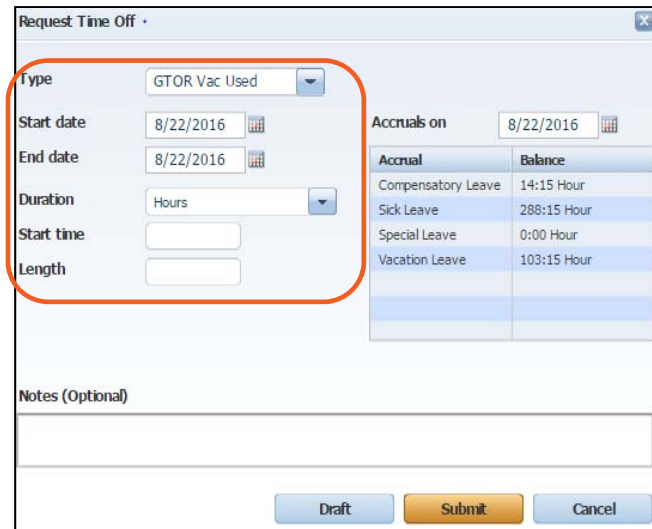 Request Time Off ·
Type GTOR Vac Used
Start date 8/22/2016
End date 8/22/2016
Duration Hours
Start time
Length
Accruals on 8/22/2016
Accrual Balance
Compensatory Leave 14:15 Hour
Sick Leave 288:15 Hour
Special Leave 0:00 Hour
Vacation Leave 103:15 Hour
Notes (Optional)
Draft Submit Cancel